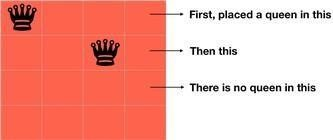 First, placed a queen in this
Then this
There is no queen in this